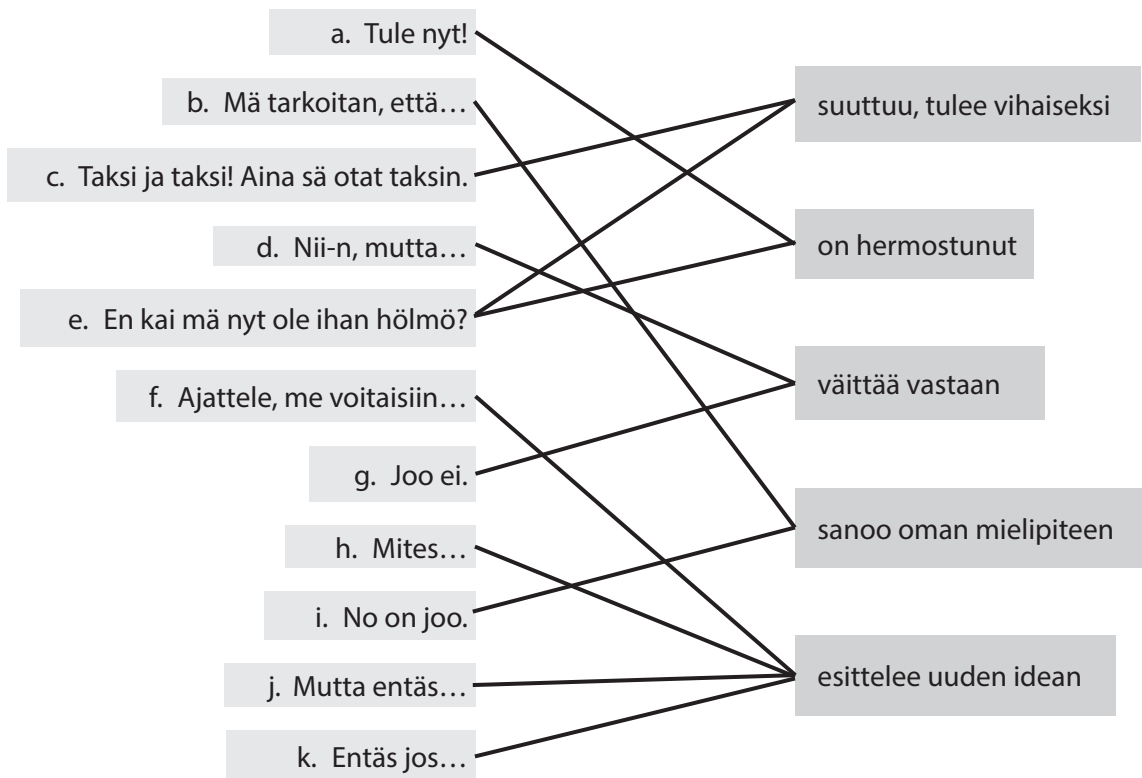 a. Tule nyt!
b. Mä tarkoitan, että…
c. Taksi ja taksi! Aina sä otat taksin.
d. Nii-n, mutta…
e. En kai mä nyt ole ihan hölmö?
f. Ajattele, me voitaisiin…
g. Joo ei.
h. Mites…
i. No on joo.
j. Mutta entäs…
k. Entäs jos…
suuttuu, tulee vihaiseksi
on hermostunut
väittää vastaan
sanoo oman mielipiteen
esittelee uuden idean